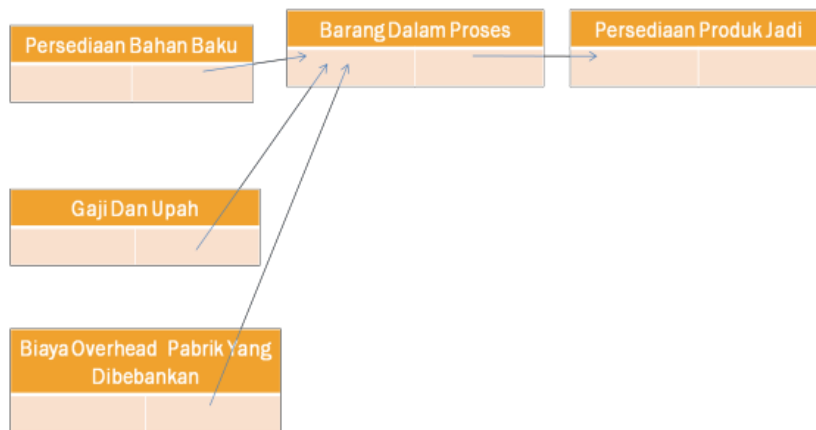 Persediaan Bahan Baku
Barang Dalam Proses
Persediaan Produk Jadi
Gaji Dan Upah
Biaya Overhead Pabrik Yang
Dibebankan